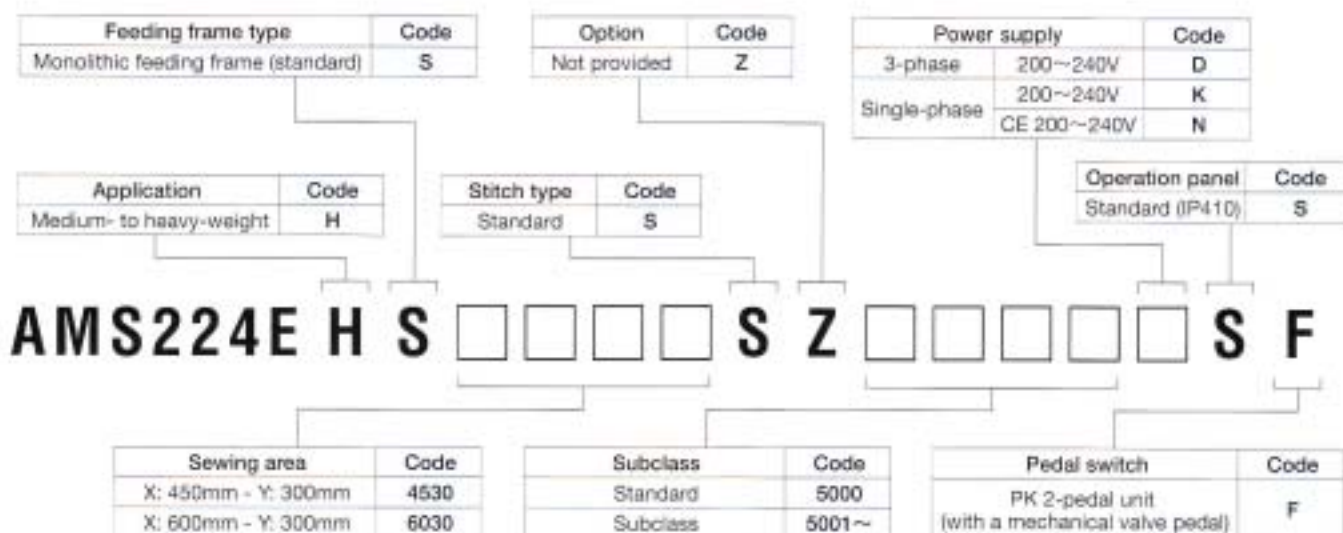 Feeding frame type Code
Monolithic feeding frame (standard) S
Option Code
Not provided Z
Power supply Code
3-phase 200~240V D
Single-phase 200~240V K
CE 200~240V N
Application Code
Medium- to heavy-weight H
Stitch type Code
Standard S
Operation panel Code
Standard (IP410) S
AMS224E H S □ □ □ □ S Z □ □ □ □ □ S F
Sewing area Code
X: 450mm - Y: 300mm 4530
X: 600mm - Y: 300mm 6030
Subclass Code
Standard 5000
Subclass 5001~
Pedal switch Code
PK 2-pedal unit
(with a mechanical valve pedal) F